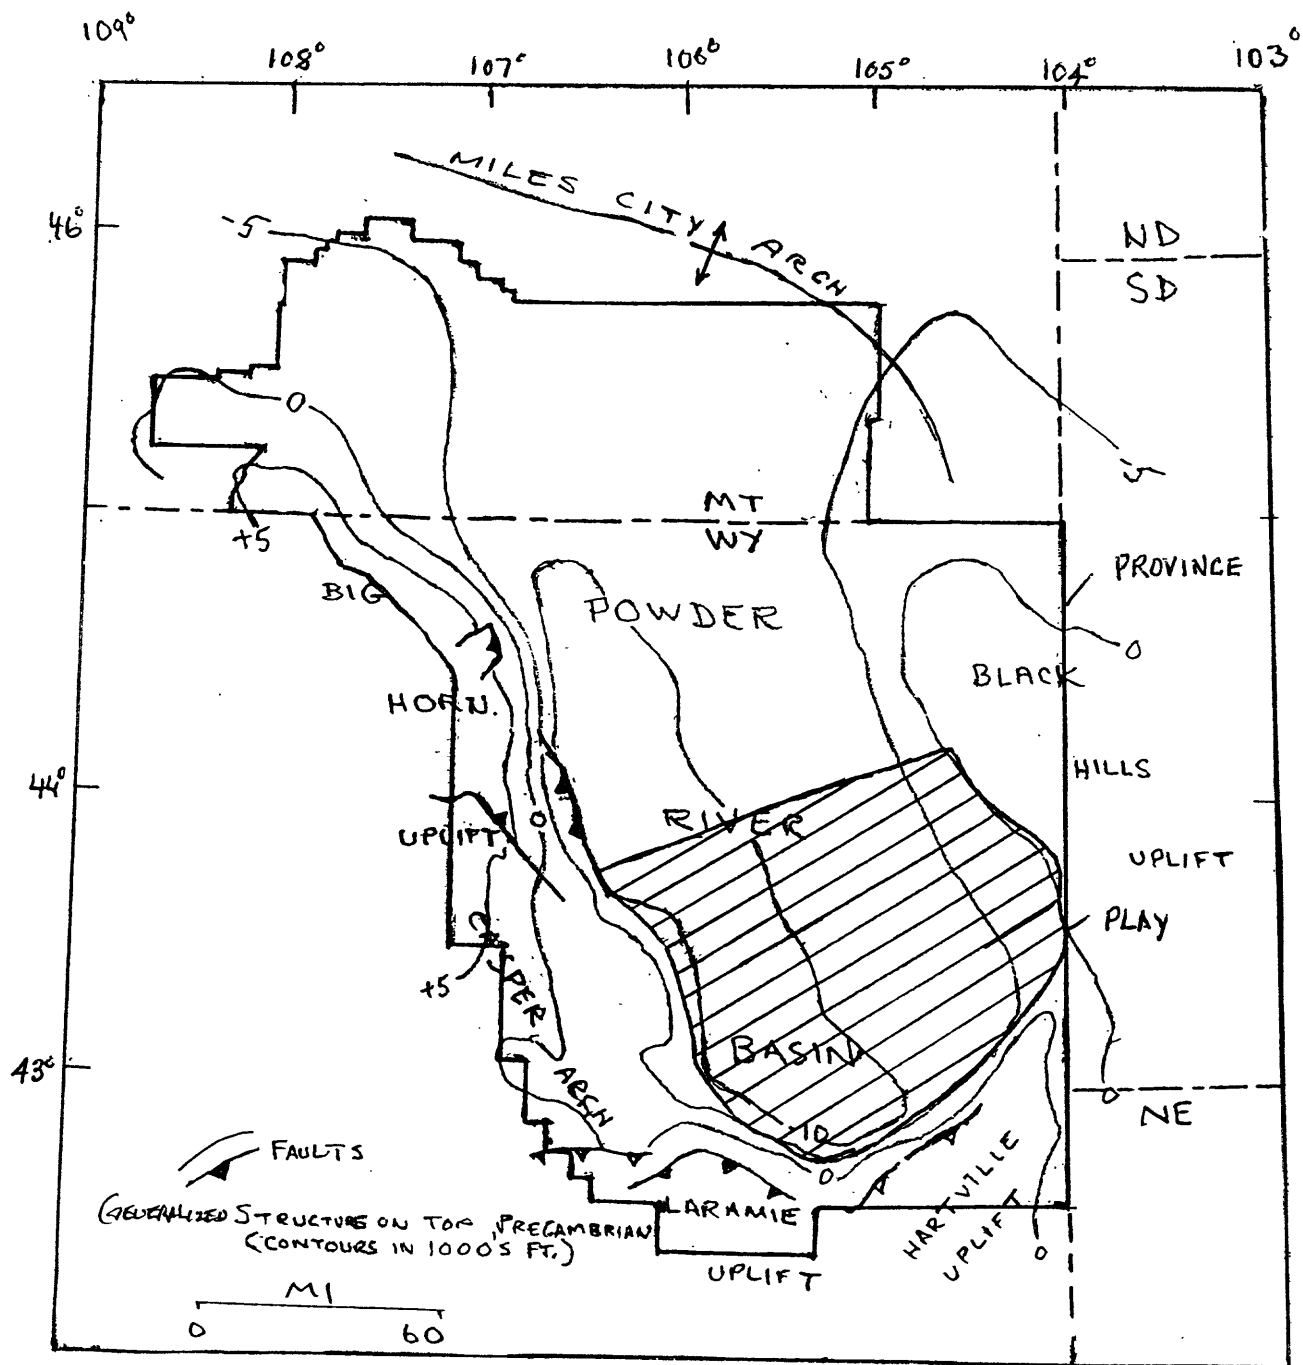 109°
108°
107°
106°
105°
104°
103°
MILES CITY ARCH
46°
-5
ND
SD
0
-5
MT
WY
+5
BIG
PROVINCE
POWDER
0
BLACK
HORN.
44°
HILLS
RIVER
0
UPLIFT
UPLIFT
PLAY
CASPER
+5
BASIN
43°
ARCH
0
NE
-10
FAULTS
0
HARTVILLE
UPLIFT
LARAMIE
(GENERALIZED STRUCTURE ON TOP, PRECAMBRIAN
(CONTOURS IN 1000'S FT.)
0
UPLIFT
MI
0 60